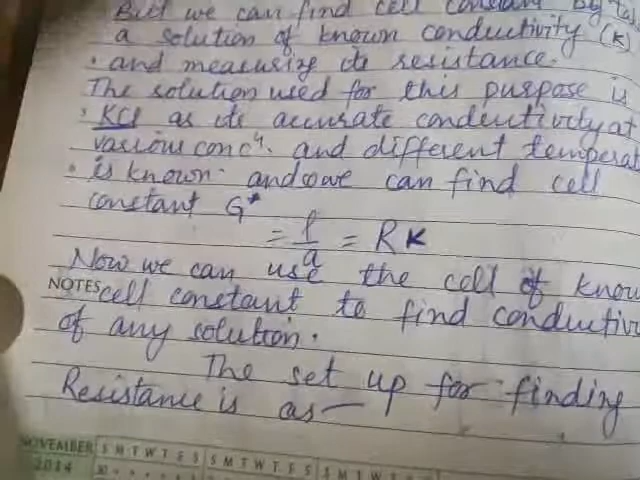 But we can find cell constant by
a solution of known conductivity (K)
and measuring its resistance.
The solution used for this purpose is
KCl as its accurate conductivity at
various concⁿ. and different temperat
is known. and we can find cell
constant G*
= l/a = RK
Now we can use the cell of know
NOTES cell constant to find conductiv
of any solution.
The set up for finding
Resistance is as —
NOVEMBER S M T W T F S S M T W T F S S M T W
2014 30